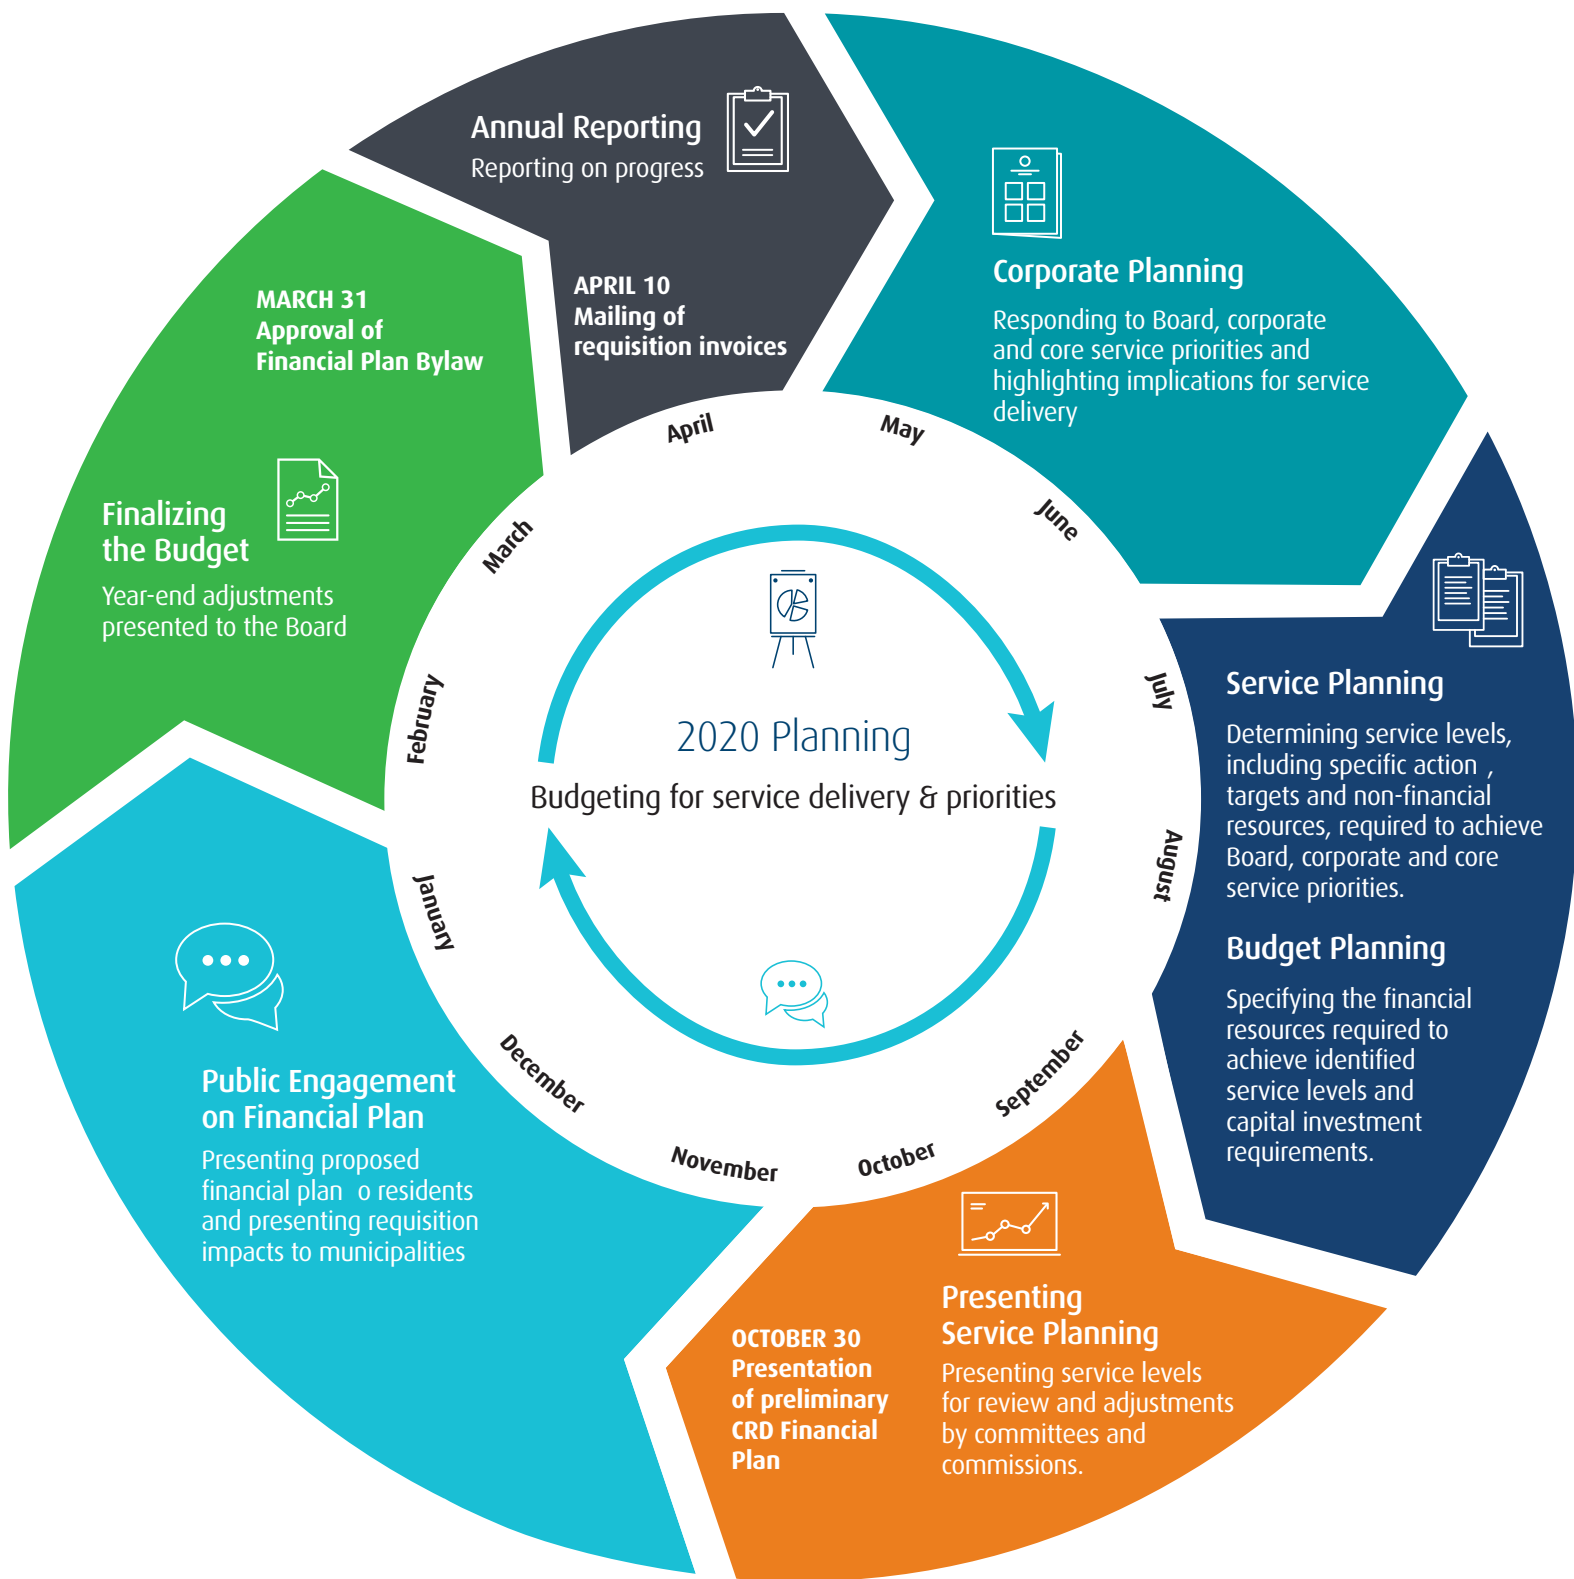 Annual Reporting
Reporting on progress
APRIL 10
Mailing of
requisition invoices
Corporate Planning
Responding to Board, corporate
and core service priorities and
highlighting implications for service
delivery
Service Planning
Determining service levels,
including specific action ,
targets and non-financial
resources, required to achieve
Board, corporate and core
service priorities.
Budget Planning
Specifying the financial
resources required to
achieve identified
service levels and
capital investment
requirements.
Presenting
Service Planning
Presenting service levels
for review and adjustments
by committees and
commissions.
OCTOBER 30
Presentation
of preliminary
CRD Financial
Plan
Public Engagement
on Financial Plan
Presenting proposed
financial plan o residents
and presenting requisition
impacts to municipalities
Finalizing
the Budget
Year-end adjustments
presented to the Board
MARCH 31
Approval of
Financial Plan Bylaw
April
May
June
July
August
September
October
November
December
January
February
March
2020 Planning
Budgeting for service delivery & priorities